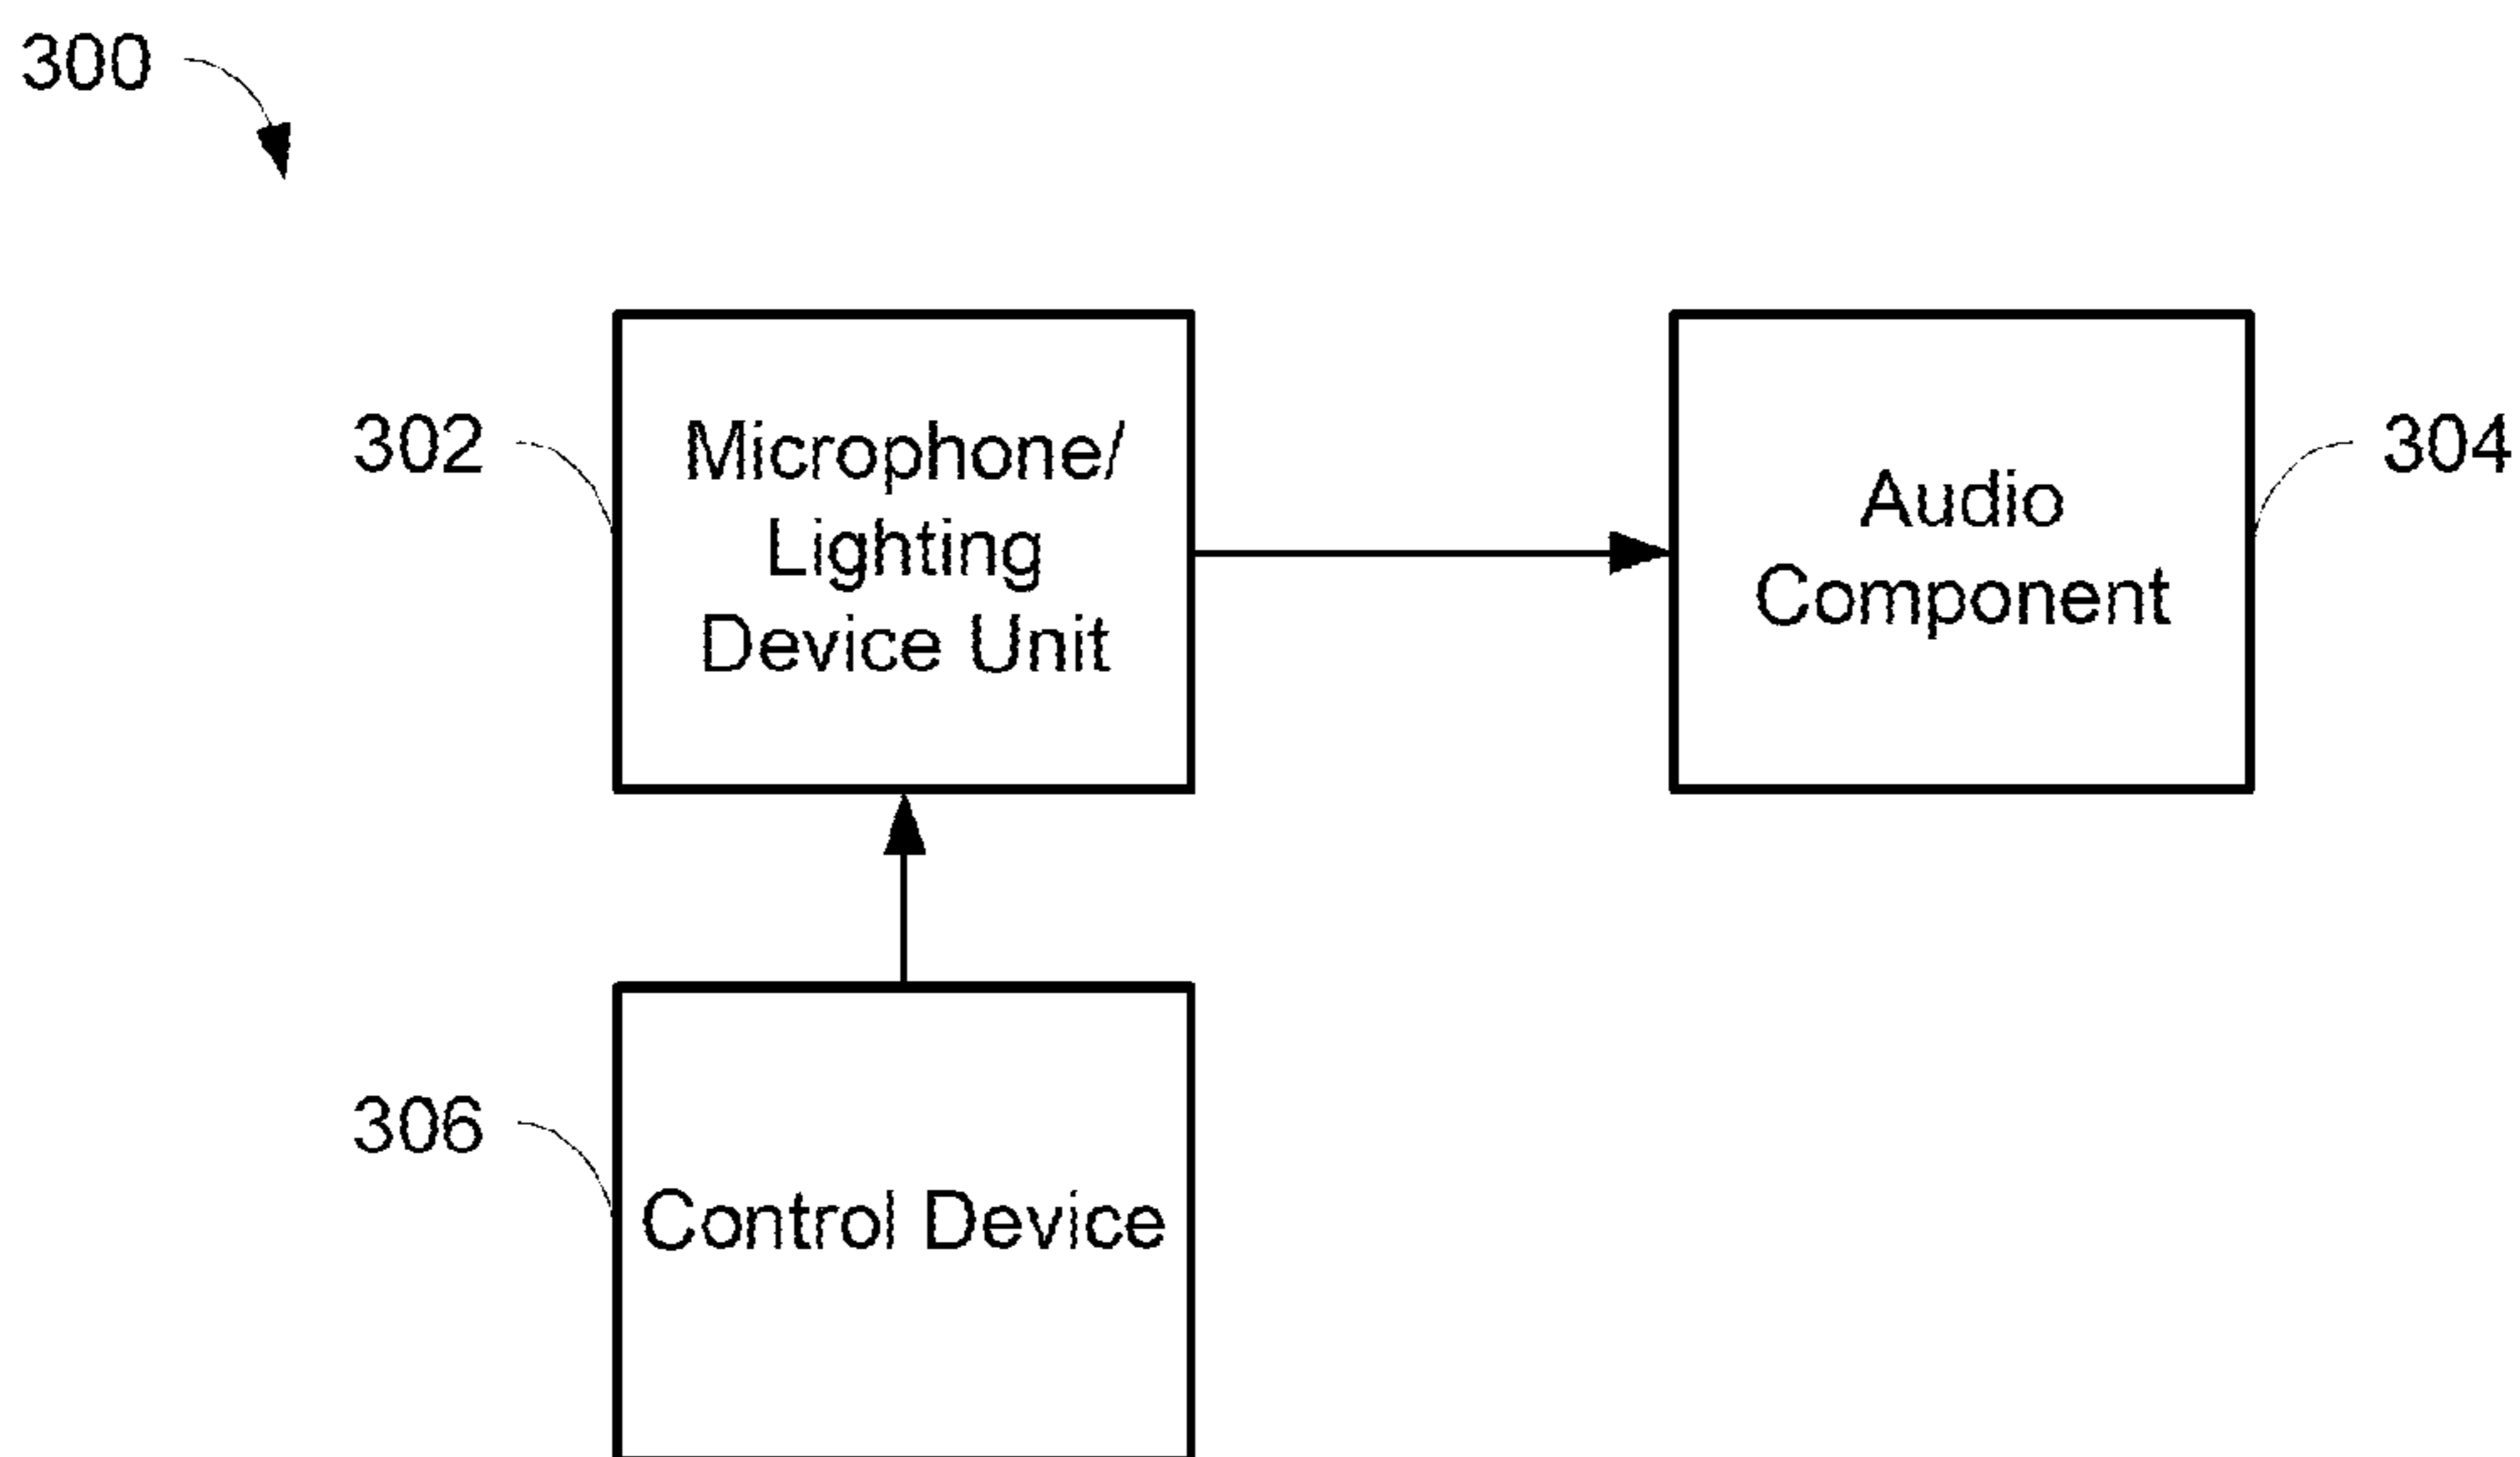 300
302
Microphone/
Lighting
Device Unit
Audio
Component
304
306
Control Device